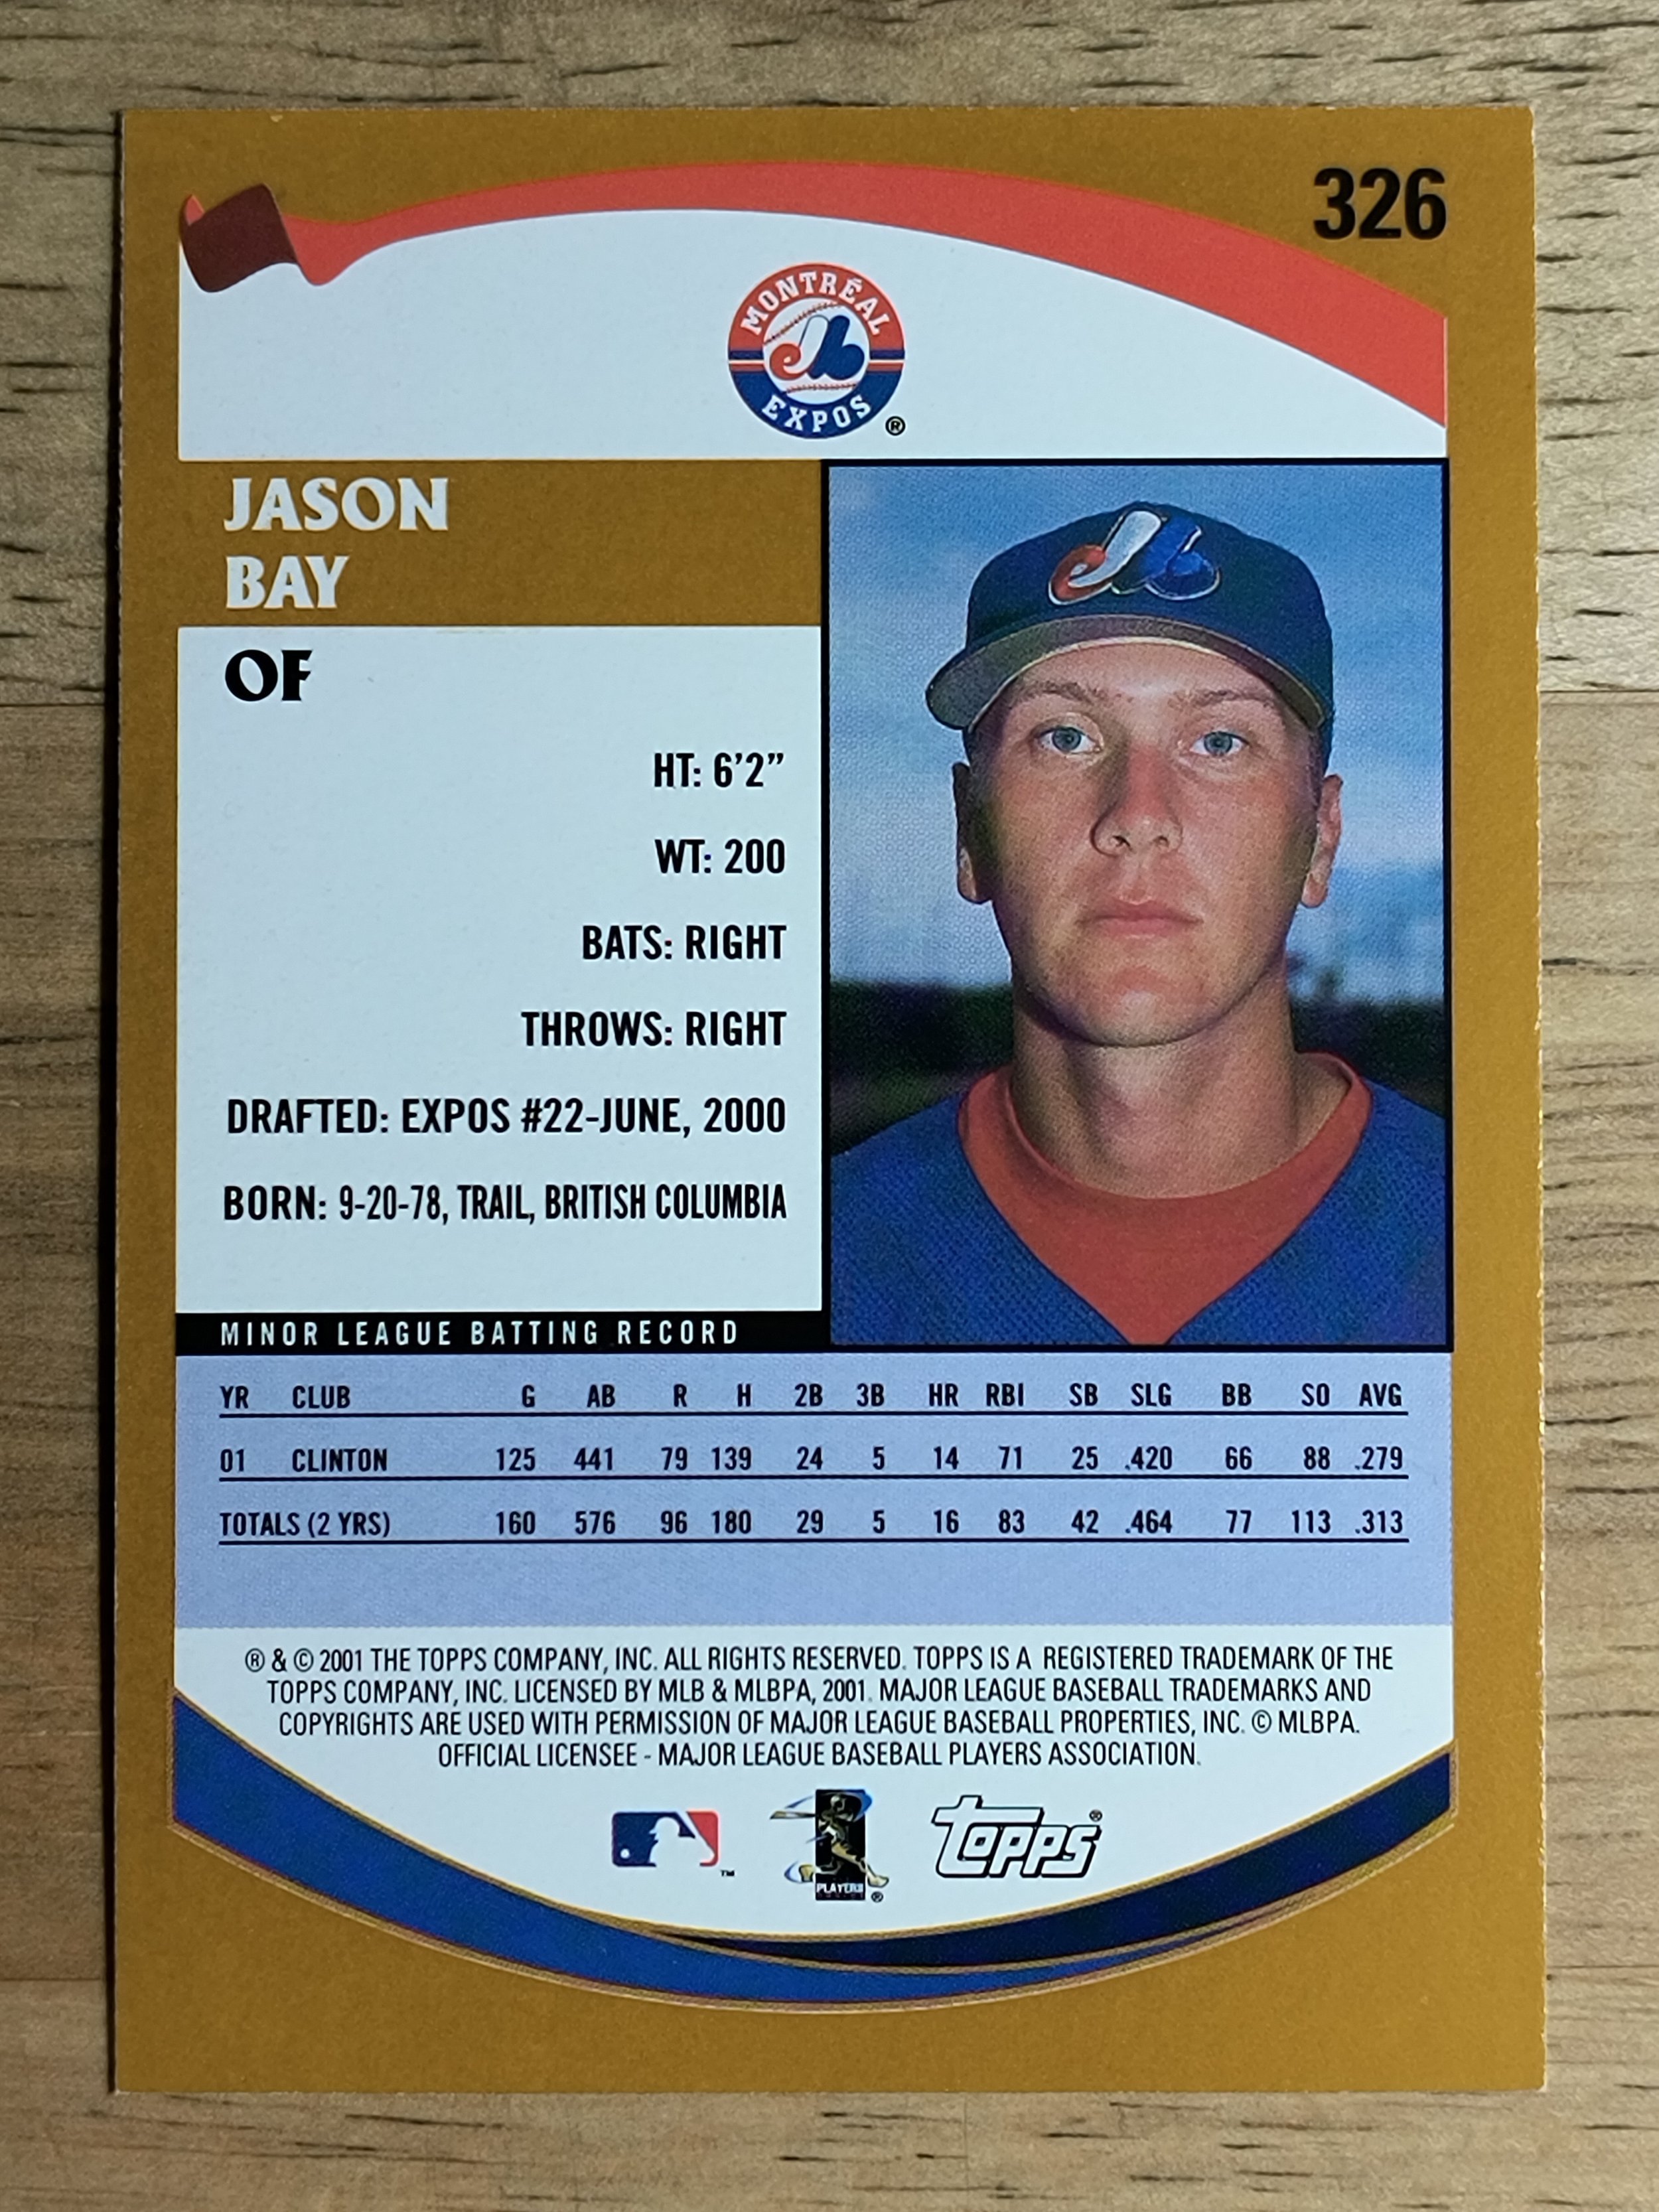 326
MONTRÉAL
EXPOS ®
JASON
BAY
OF
HT: 6'2"
WT: 200
BATS: RIGHT
THROWS: RIGHT
DRAFTED: EXPOS #22-JUNE, 2000
BORN: 9-20-78, TRAIL, BRITISH COLUMBIA
MINOR LEAGUE BATTING RECORD
YR CLUB G AB R H 2B 3B HR RBI SB SLG BB SO AVG
01 CLINTON 125 441 79 139 24 5 14 71 25 .420 66 88 .279
TOTALS (2 YRS) 160 576 96 180 29 5 16 83 42 .464 77 113 .313
® & © 2001 THE TOPPS COMPANY, INC. ALL RIGHTS RESERVED. TOPPS IS A REGISTERED TRADEMARK OF THE
TOPPS COMPANY, INC. LICENSED BY MLB & MLBPA, 2001. MAJOR LEAGUE BASEBALL TRADEMARKS AND
COPYRIGHTS ARE USED WITH PERMISSION OF MAJOR LEAGUE BASEBALL PROPERTIES, INC. © MLBPA.
OFFICIAL LICENSEE - MAJOR LEAGUE BASEBALL PLAYERS ASSOCIATION.
™ PLAYERS ® Topps ®